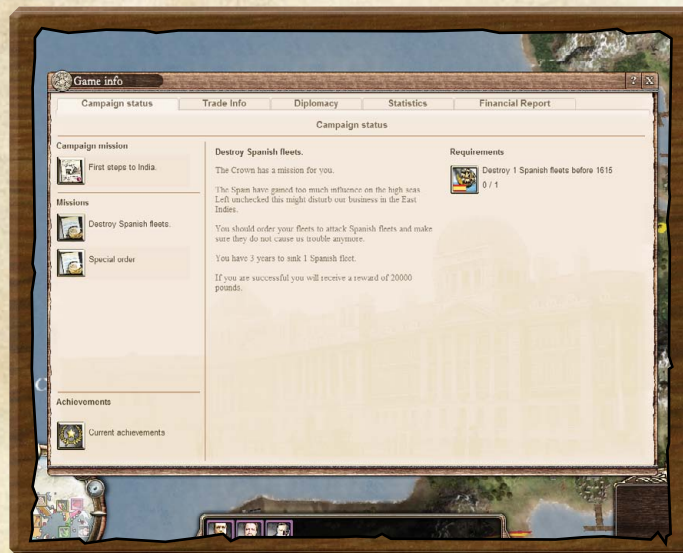 Game info
? X
Campaign status
Trade Info
Diplomacy
Statistics
Financial Report
Campaign status
Campaign mission
First steps to India.
Missions
Destroy Spanish fleets.
Special order
Achievements
Current achievements
Destroy Spanish fleets.
The Crown has a mission for you.
The Spain have gained too much influence on the high seas
Left unchecked this might disturb our business in the East
Indies.
You should order your fleets to attack Spanish fleets and make
sure they do not cause us trouble anymore.
You have 3 years to sink 1 Spanish fleet.
If you are successful you will receive a reward of 20000
pounds.
Requirements
Destroy 1 Spanish fleets before 1615
0 / 1